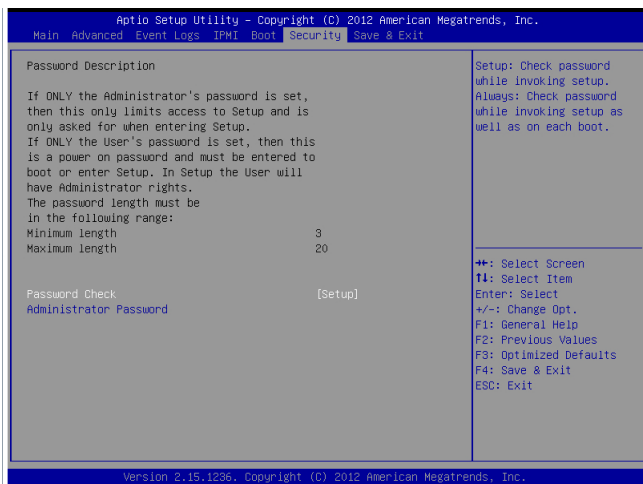 Aptio Setup Utility – Copyright (C) 2012 American Megatrends, Inc.
Main Advanced Event Logs IPMI Boot Security Save & Exit
Password Description
If ONLY the Administrator's password is set,
then this only limits access to Setup and is
only asked for when entering Setup.
If ONLY the User's password is set, then this
is a power on password and must be entered to
boot or enter Setup. In Setup the User will
have Administrator rights.
The password length must be
in the following range:
Minimum length 3
Maximum length 20
Password Check [Setup]
Administrator Password
Setup: Check password
while invoking setup.
Always: Check password
while invoking setup as
well as on each boot.
→←: Select Screen
↑↓: Select Item
Enter: Select
+/-: Change Opt.
F1: General Help
F2: Previous Values
F3: Optimized Defaults
F4: Save & Exit
ESC: Exit
Version 2.15.1236. Copyright (C) 2012 American Megatrends, Inc.